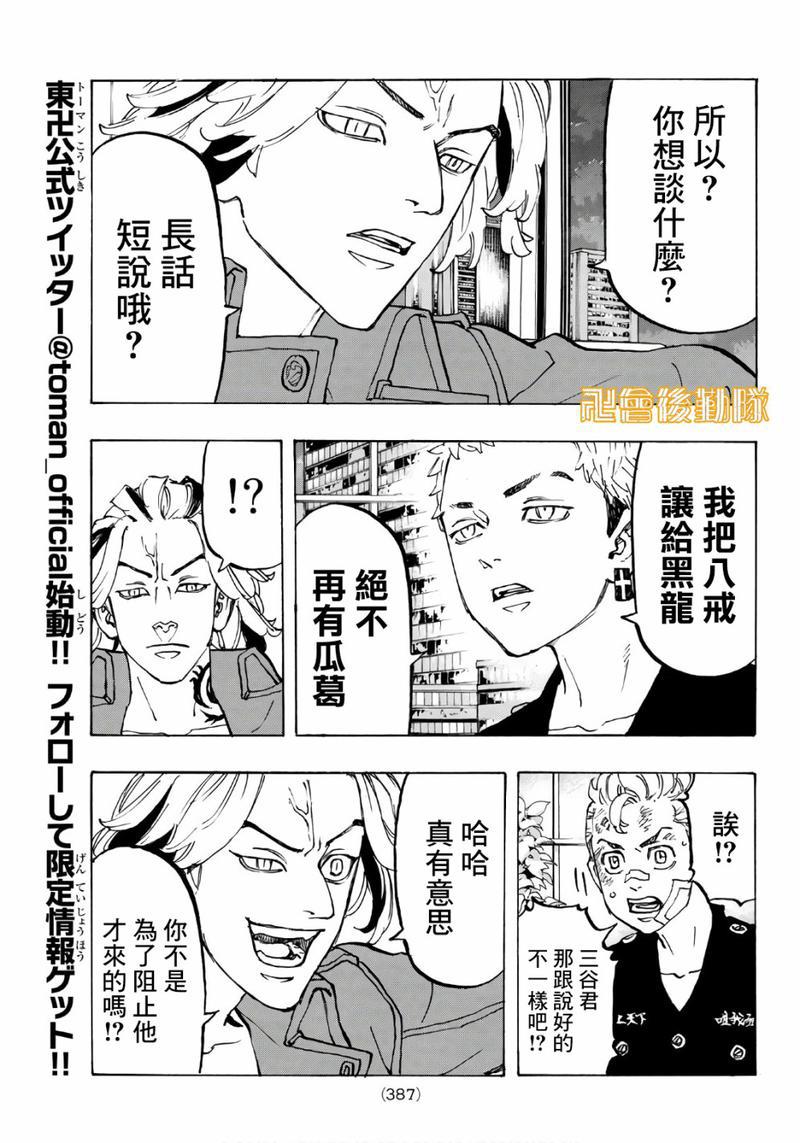 所以?
你想談什麼?
長話
短說哦?
卍會後勤隊
我把八戒
讓給黑龍
絕不
再有瓜葛
!?
誒!?
三谷君
那跟說好的
不一樣吧!?
上天下
唯我
哈哈
真有意思
你不是
為了阻止他
才來的嗎!?
東卍公式ツイッター@toman_official始動!! フォローして限定情報ゲット!!
トーマンこうしき
しどう
げんていじょうほう
(387)